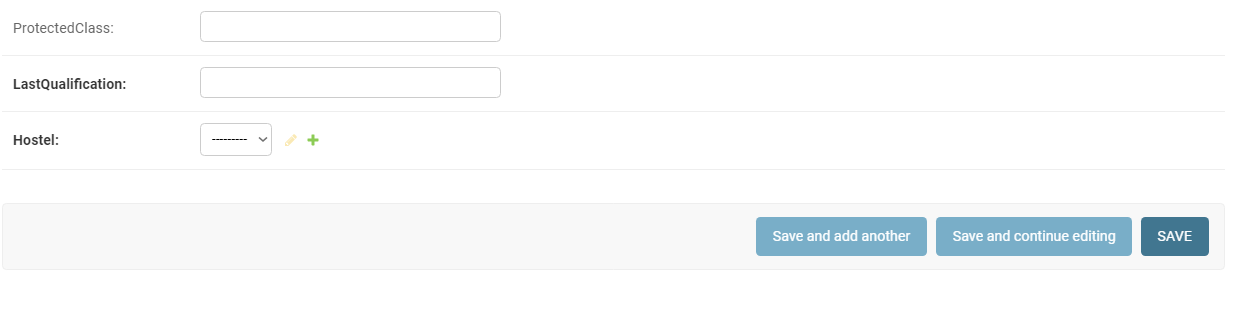 ProtectedClass:
LastQualification:
Hostel: ---------
Save and add another Save and continue editing SAVE